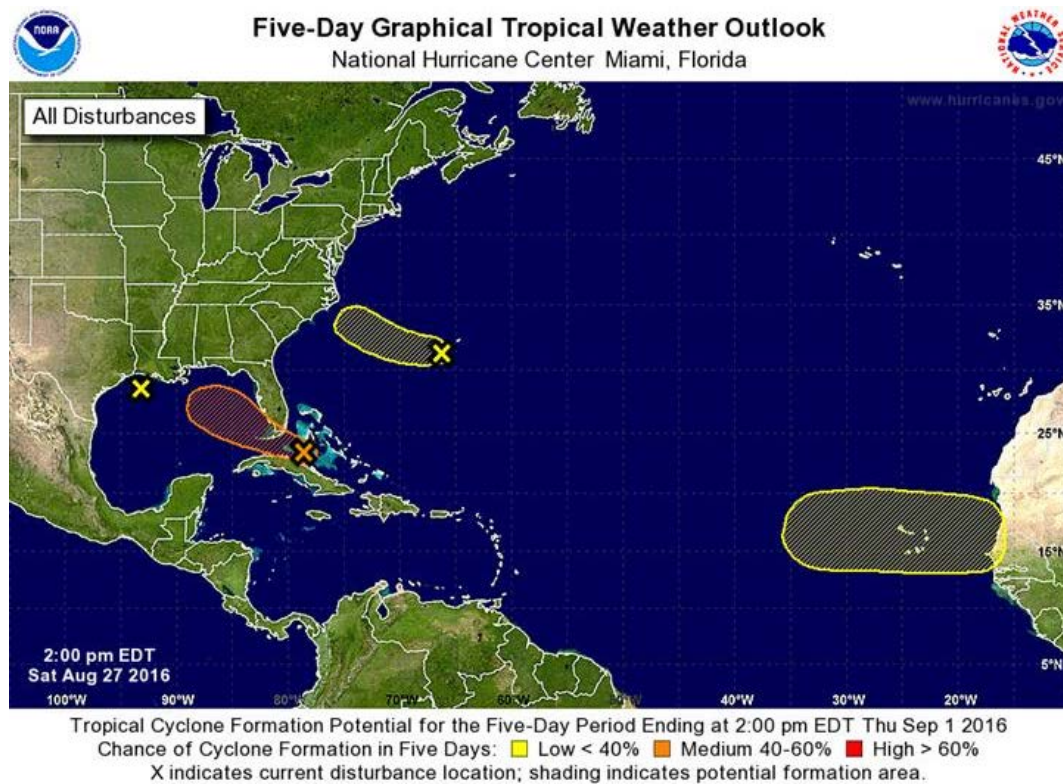 Five-Day Graphical Tropical Weather Outlook
National Hurricane Center Miami, Florida
NOAA
All Disturbances
www.hurricanes.gov
45°N
35°N
25°N
15°N
5°N
2:00 pm EDT
Sat Aug 27 2016
100°W 90°W 80°W 70°W 60°W 30°W 20°W
Tropical Cyclone Formation Potential for the Five-Day Period Ending at 2:00 pm EDT Thu Sep 1 2016
Chance of Cyclone Formation in Five Days: Low < 40% Medium 40-60% High > 60%
X indicates current disturbance location; shading indicates potential formation area.